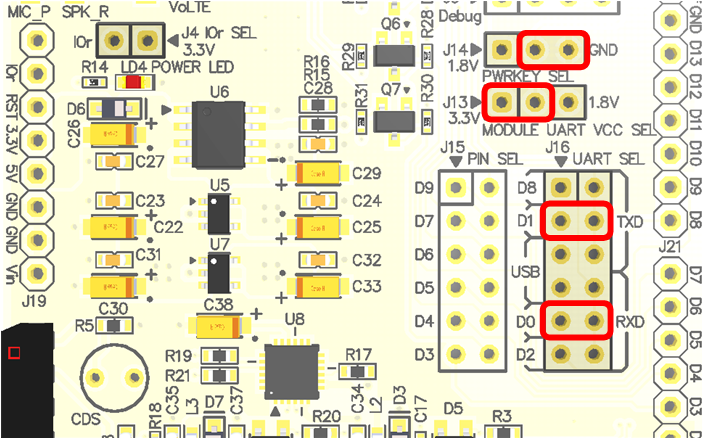 MIC_P SPK_R
VoLTE
IOr
J4 IOr SEL
3.3V
R14 LD4 POWER LED
IOr
RST
3.3V
5V
GND
GND
Vin
J19
D6
C26
C27
C23
C22
C31
C33
C30
R5
CDS
U6
U5
U7
C38
U8
R19
R21
R17
R16
R15
C28
C29
C24
C25
C32
R29
R31
Q6
Q7
R28
R30
Debug
J14
1.8V
GND
PWRKEY SEL
J13
3.3V
1.8V
MODULE UART VCC SEL
J15
PIN SEL
J16
UART SEL
D9
D7
D6
D5
D4
D3
D8
D1
TXD
USB
D0
RXD
D2
GND
D13
D12
D11
D10
D9
D8
J21
D7
D6
D5
D4
D3
R18
C35
L3
D7
C37
R20
C34
L2
D3
C17
D5
R3